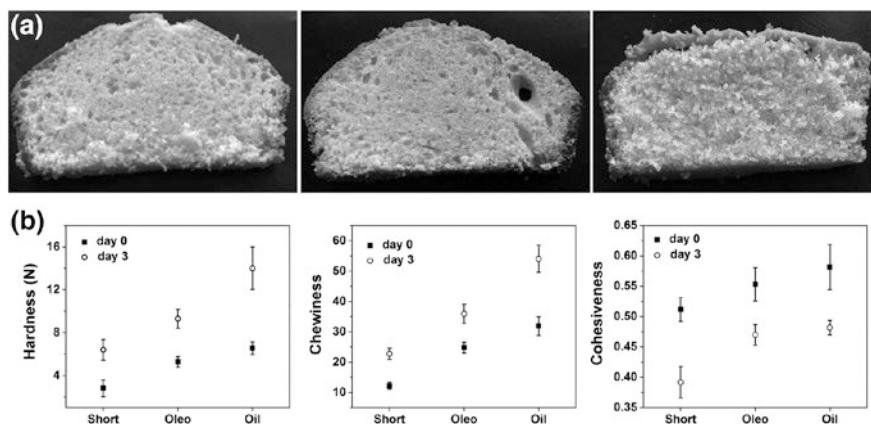 (a)
(b)
Hardness (N)
16
12
8
4
day 0
day 3
Short Oleo Oil
Chewiness
60
50
40
30
20
10
day 0
day 3
Short Oleo Oil
Cohesiveness
0.65
0.60
0.55
0.50
0.45
0.40
0.35
day 0
day 3
Short Oleo Oil